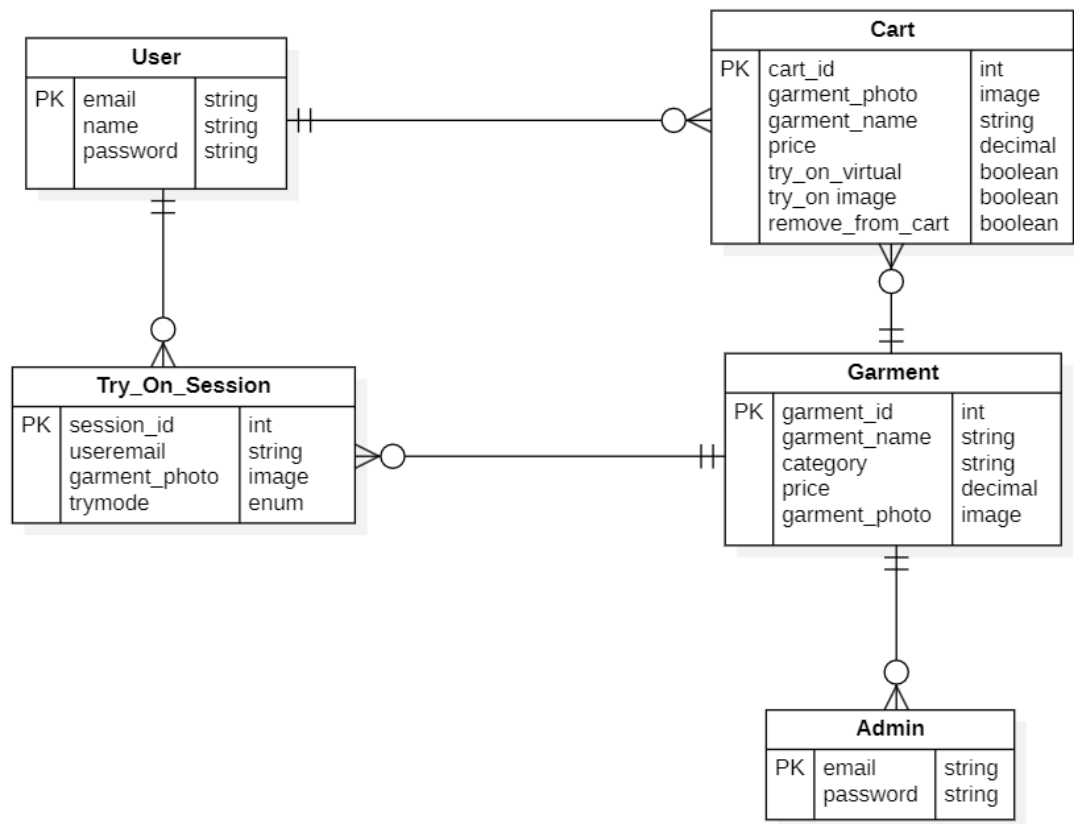 User
PK email string
name string
password string
Cart
PK cart_id int
garment_photo image
garment_name string
price decimal
try_on_virtual boolean
try_on image boolean
remove_from_cart boolean
Try_On_Session
PK session_id int
useremail string
garment_photo image
trymode enum
Garment
PK garment_id int
garment_name string
category string
price decimal
garment_photo image
Admin
PK email string
password string